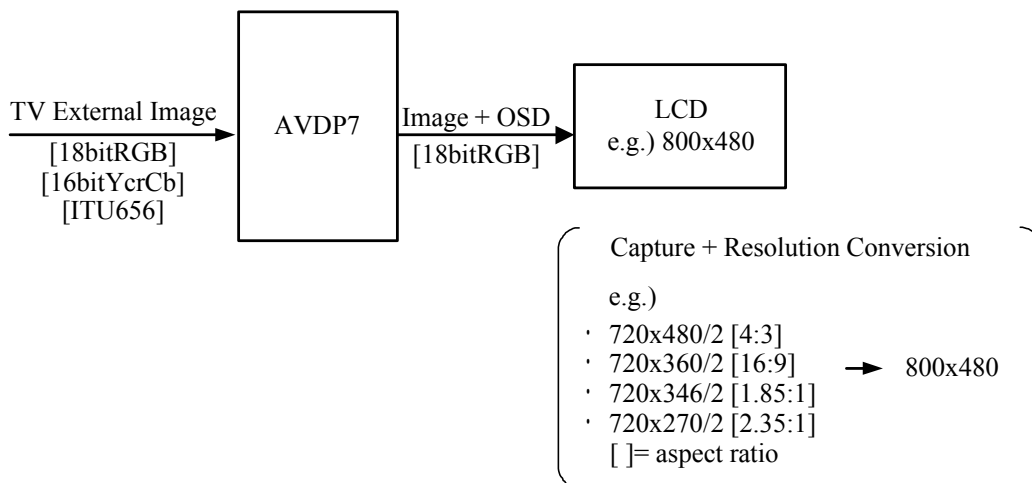 TV External Image
[18bitRGB]
[16bitYcrCb]
[ITU656]
AVDP7
Image + OSD
[18bitRGB]
LCD
e.g.) 800x480
Capture + Resolution Conversion
e.g.)
· 720x480/2 [4:3]
· 720x360/2 [16:9]
· 720x346/2 [1.85:1]
· 720x270/2 [2.35:1]
[ ]= aspect ratio
800x480